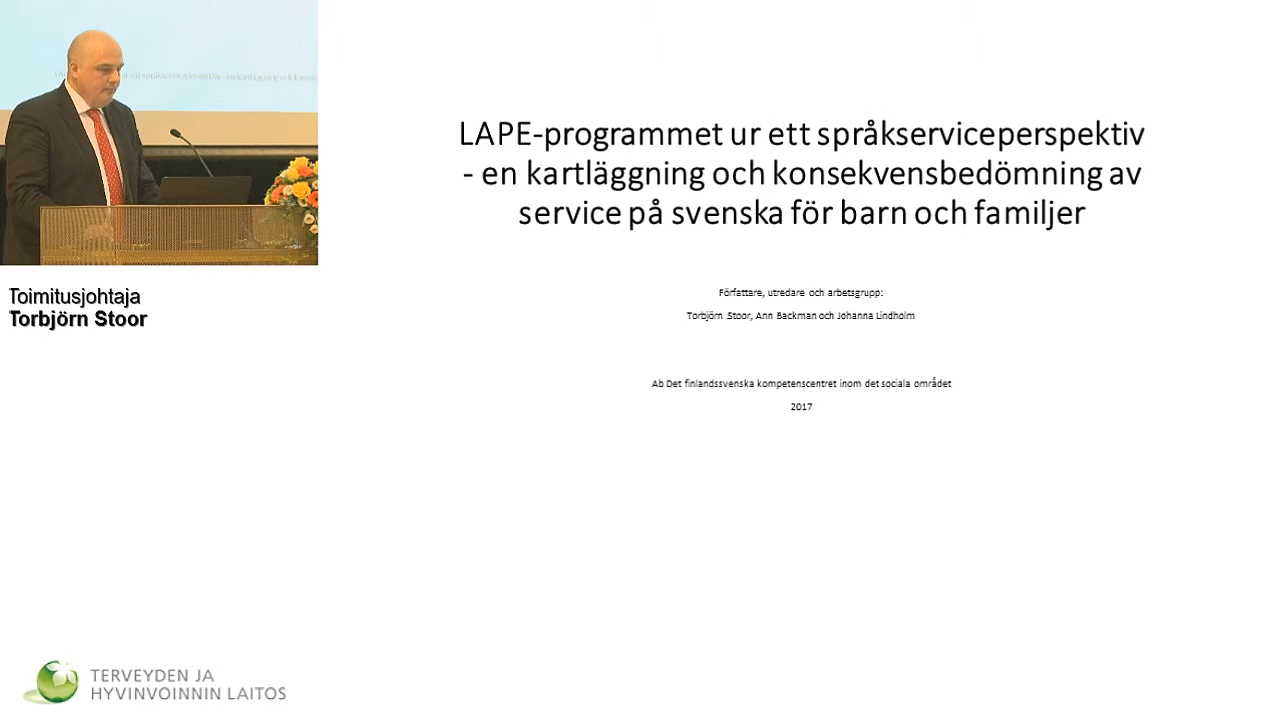 LAPE-programmet ur ett språkserviceperspektiv
- en kartläggning och konsekvensbedömning av
service på svenska för barn och familjer
Författare, utredare och arbetsgrupp:
Torbjörn Stoor, Ann Backman och Johanna Lindholm
Ab Det finlandssvenska kompetenscentret inom det sociala området
2017
Toimitusjohtaja
Torbjörn Stoor
TERVEYDEN JA
HYVINVOINNIN LAITOS